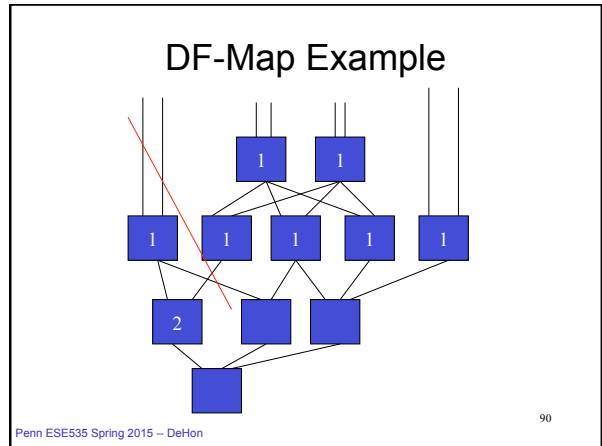 DF-Map Example
1 1
1 1 1 1 1
2
90
Penn ESE535 Spring 2015 -- DeHon